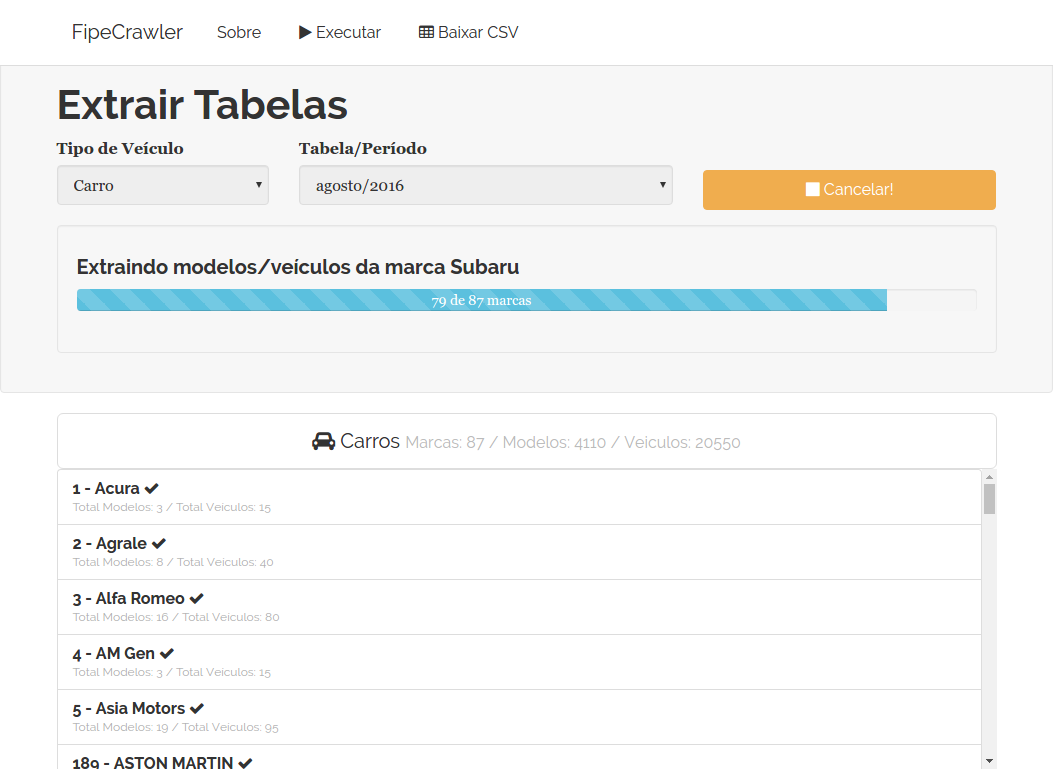 FipeCrawler Sobre Executar Baixar CSV
Extrair Tabelas
Tipo de Veículo Tabela/Período
Carro agosto/2016 Cancelar!
Extraindo modelos/veículos da marca Subaru
79 de 87 marcas
Carros Marcas: 87 / Modelos: 4110 / Veiculos: 20550
1 - Acura
Total Modelos: 3 / Total Veiculos: 15
2 - Agrale
Total Modelos: 8 / Total Veiculos: 40
3 - Alfa Romeo
Total Modelos: 16 / Total Veiculos: 80
4 - AM Gen
Total Modelos: 3 / Total Veiculos: 15
5 - Asia Motors
Total Modelos: 19 / Total Veiculos: 95
189 - ASTON MARTIN